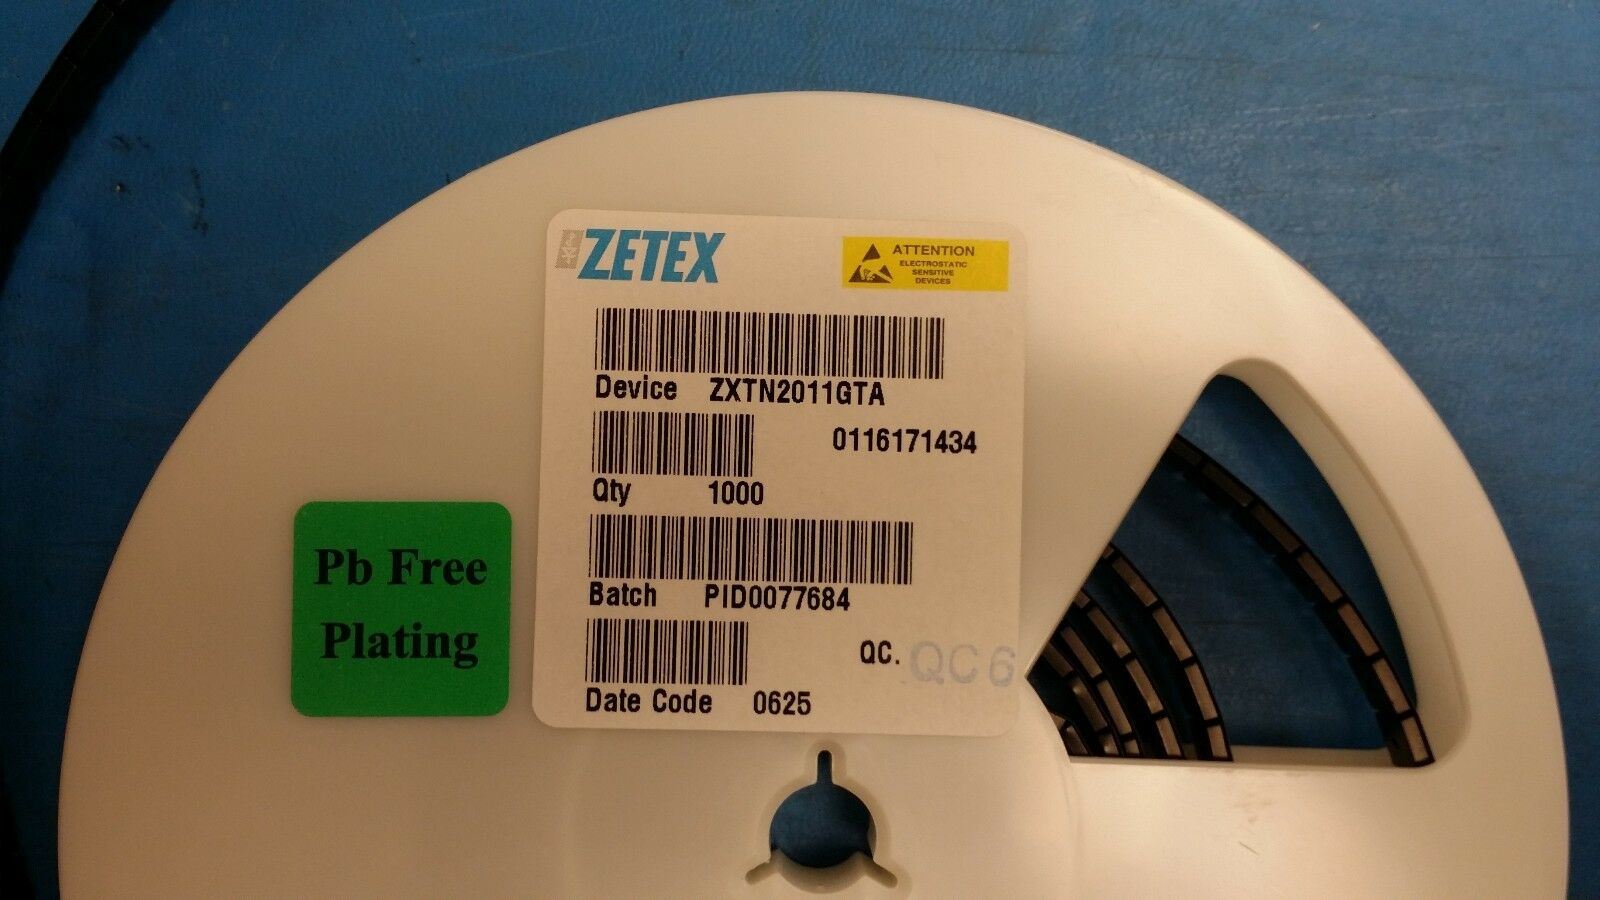 ZETEX
ATTENTION
ELECTROSTATIC
SENSITIVE
DEVICES
Device ZXTN2011GTA
0116171434
Qty 1000
Batch PID0077684
QC. QC6
Date Code 0625
Pb Free
Plating